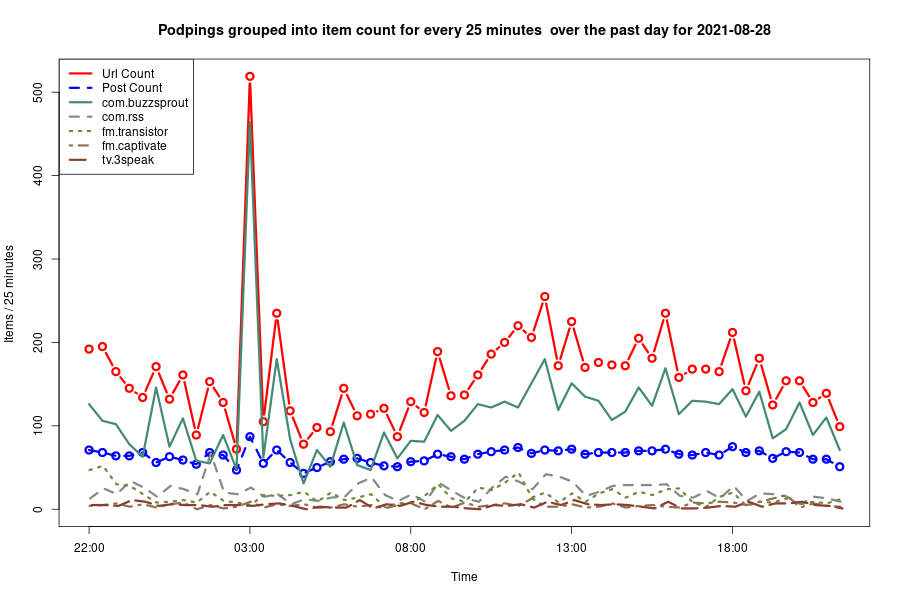 Podpings grouped into item count for every 25 minutes  over the past day for 2021-08-28
Url Count
Post Count
com.buzzsprout
com.rss
fm.transistor
fm.captivate
tv.3speak
500
400
300
200
100
0
Items / 25 minutes
22:00
03:00
08:00
13:00
18:00
Time